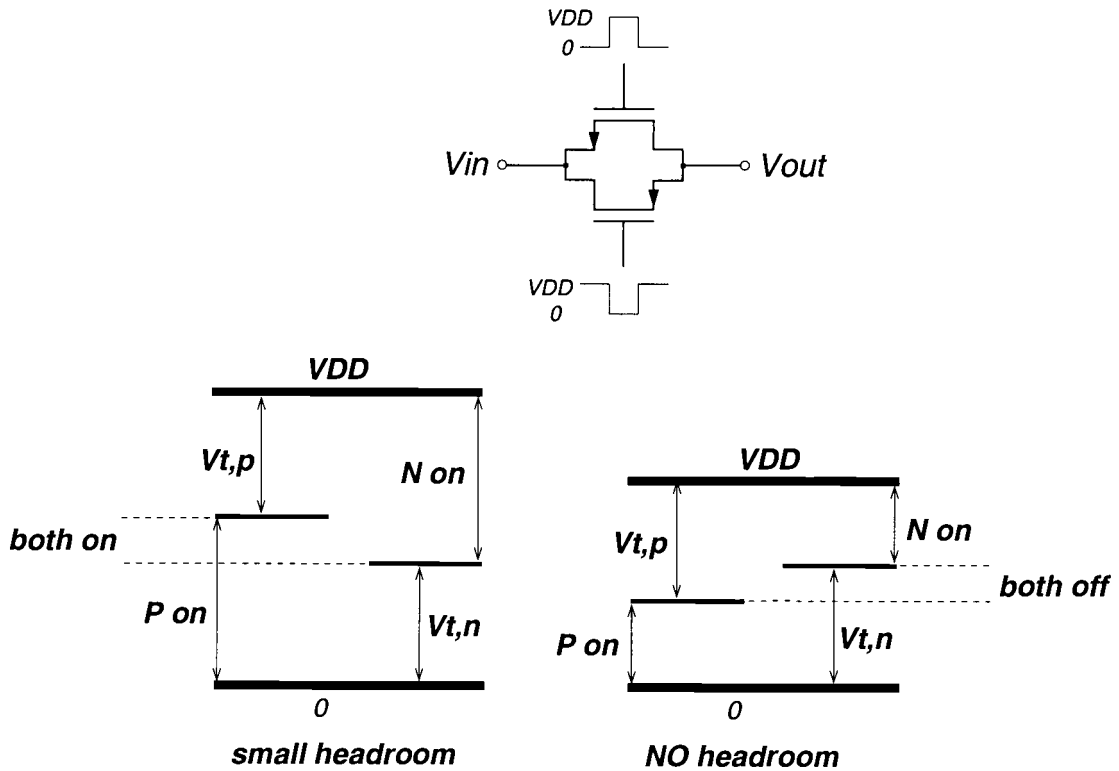 VDD
0
Vin
Vout
VDD
0
VDD
Vt,p
N on
both on
P on
Vt,n
0
small headroom
VDD
Vt,p
N on
both off
P on
Vt,n
0
NO headroom